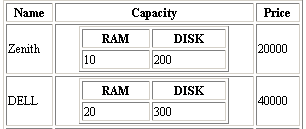 Name Capacity Price
RAM DISK
Zenith 10 200 20000
RAM DISK
DELL 20 300 40000